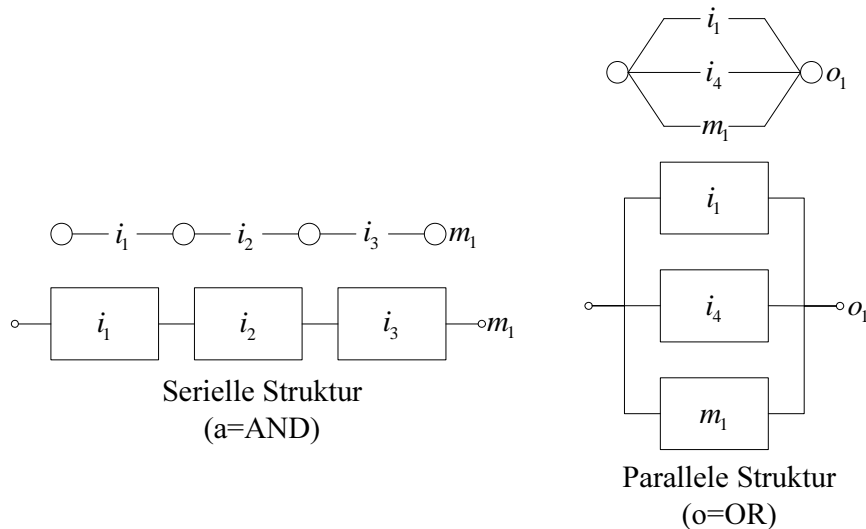 i₁ i₂ i₃ m₁
i₁ i₂ i₃ m₁
Serielle Struktur
(a=AND)
i₁
i₄ o₁
m₁
i₁
i₄ o₁
m₁
Parallele Struktur
(o=OR)